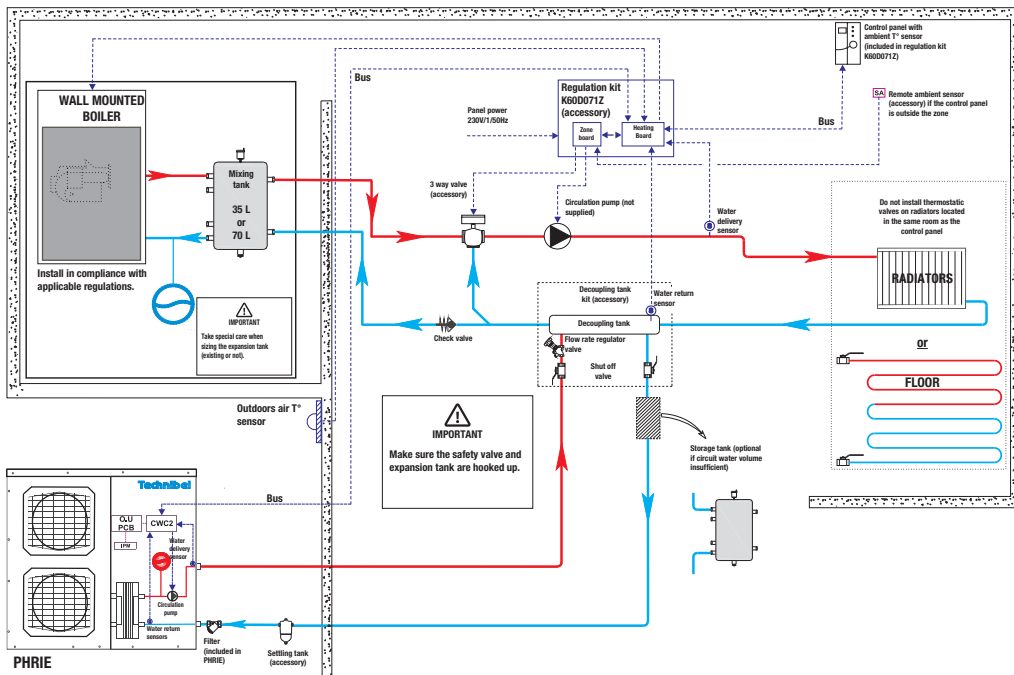 WALL MOUNTED
BOILER
Mixing
tank
35 L
or
70 L
Install in compliance with
applicable regulations.
IMPORTANT
Take special care when
sizing the expansion tank
(existing or not).
Bus
Panel power
230V/1/50Hz
Regulation kit
K60D071Z
(accessory)
Zone
board
Heating
Board
Control panel with
ambient T° sensor
(included in regulation kit
K60D071Z)
SA
Remote ambient sensor
(accessory) if the control panel
is outside the zone
Bus
3 way valve
(accessory)
Circulation pump (not
supplied)
Water
delivery
sensor
Do not install thermostatic
valves on radiators located
in the same room as the
control panel
RADIATORS
or
FLOOR
Decoupling tank
kit (accessory)
Water return
sensor
Decoupling tank
Check valve
Flow rate regulator
valve
Shut off
valve
Outdoors air T°
sensor
IMPORTANT
Make sure the safety valve and
expansion tank are hooked up.
Storage tank (optional
if circuit water volume
insufficient)
Technibel
Bus
O.U
PCB
CWC2
IPM
Water
delivery
sensor
Circulation
pump
Water return
sensors
Filter
(included in
PHRIE)
Settling tank
(accessory)
PHRIE